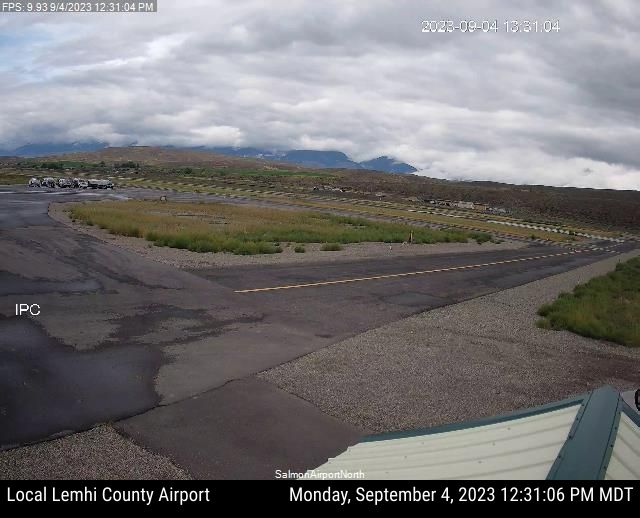 FPS: 9.93 9/4/2023 12:31:04 PM
2023-09-04 13:31:04
IPC
SalmonAirportNorth
Local Lemhi County Airport
Monday, September 4, 2023 12:31:06 PM MDT